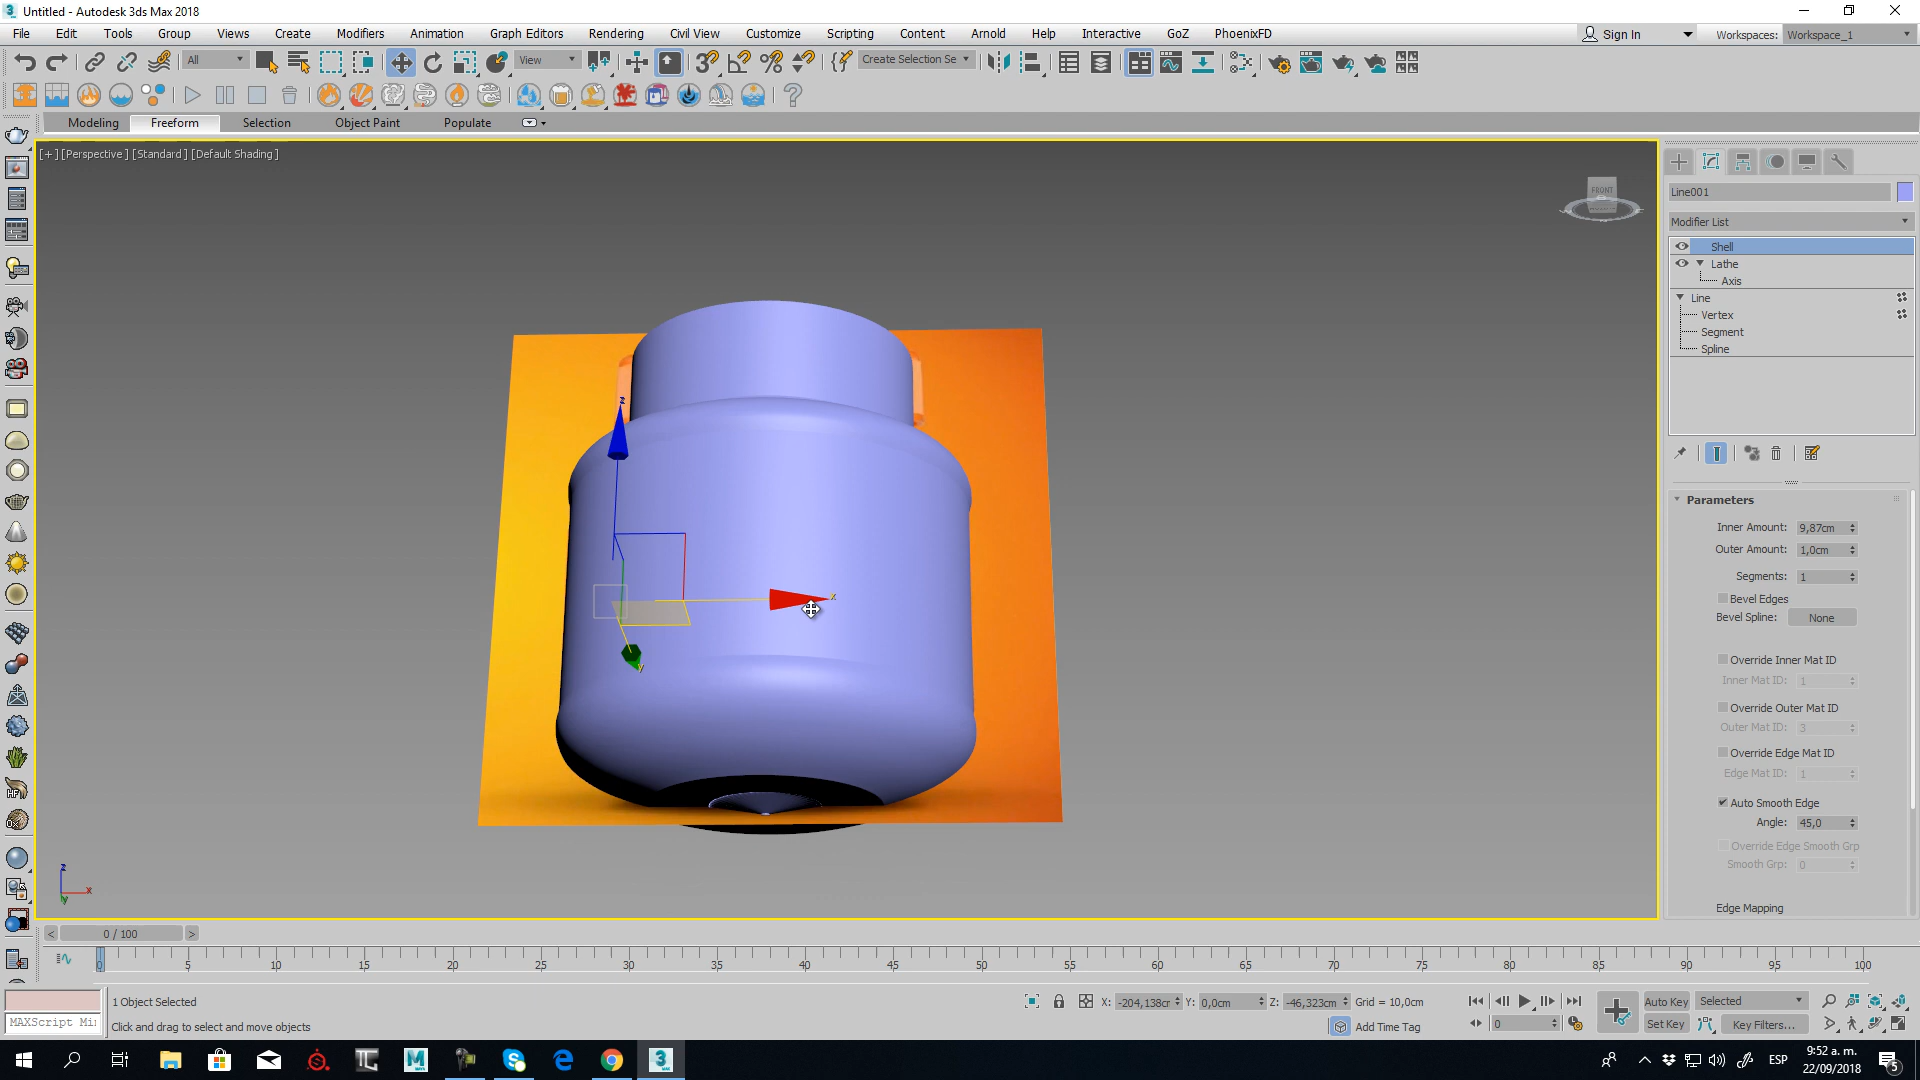 Untitled - Autodesk 3ds Max 2018
File Edit Tools Group Views Create Modifiers Animation Graph Editors Rendering Civil View Customize Scripting Content Arnold Help Interactive GoZ PhoenixFD
Sign In Workspaces: Workspace_1
All View Create Selection Se
Modeling Freeform Selection Object Paint Populate
[+] [Perspective] [Standard] [Default Shading]
FRONT
Line001
Modifier List
Shell
Lathe
Axis
Line
Vertex
Segment
Spline
Parameters
Inner Amount: 9,87cm
Outer Amount: 1,0cm
Segments: 1
Bevel Edges
Bevel Spline: None
Override Inner Mat ID
Inner Mat ID: 1
Override Outer Mat ID
Outer Mat ID: 3
Override Edge Mat ID
Edge Mat ID: 1
Auto Smooth Edge
Angle: 45,0
Override Edge Smooth Grp
Smooth Grp: 0
Edge Mapping
z
x
y
z
x
y
< 0 / 100 >
0 5 10 15 20 25 30 35 40 45 50 55 60 65 70 75 80 85 90 95 100
1 Object Selected
X: -204,138cr Y: 0,0cm Z: -46,323cm Grid = 10,0cm
Auto Key Selected
MAXScript Mi
Click and drag to select and move objects
Add Time Tag
0
Set Key Key Filters...
ESP
9:52 a. m.
22/09/2018
5